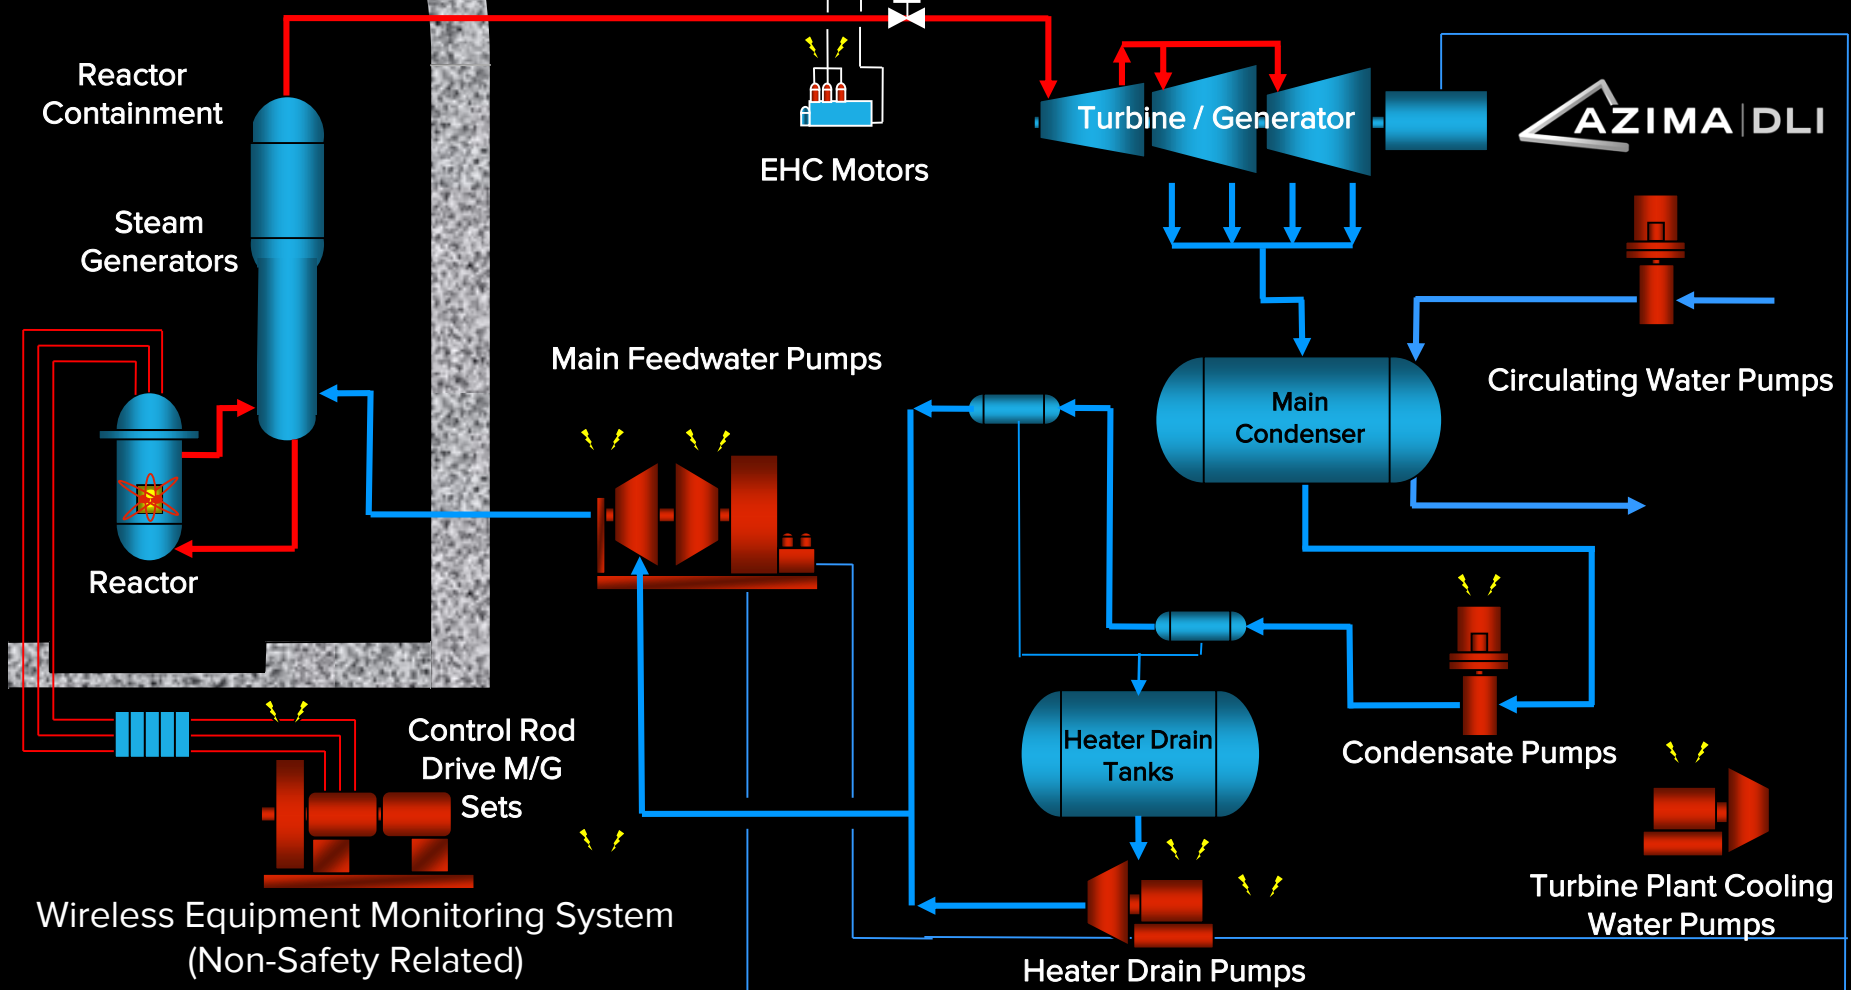 Reactor
Containment
EHC Motors
Turbine / Generator
AZIMA|DLI
Steam
Generators
Main Feedwater Pumps
Main
Condenser
Circulating Water Pumps
Reactor
Control Rod
Drive M/G
Sets
Heater Drain
Tanks
Condensate Pumps
Turbine Plant Cooling
Water Pumps
Wireless Equipment Monitoring System
(Non-Safety Related)
Heater Drain Pumps